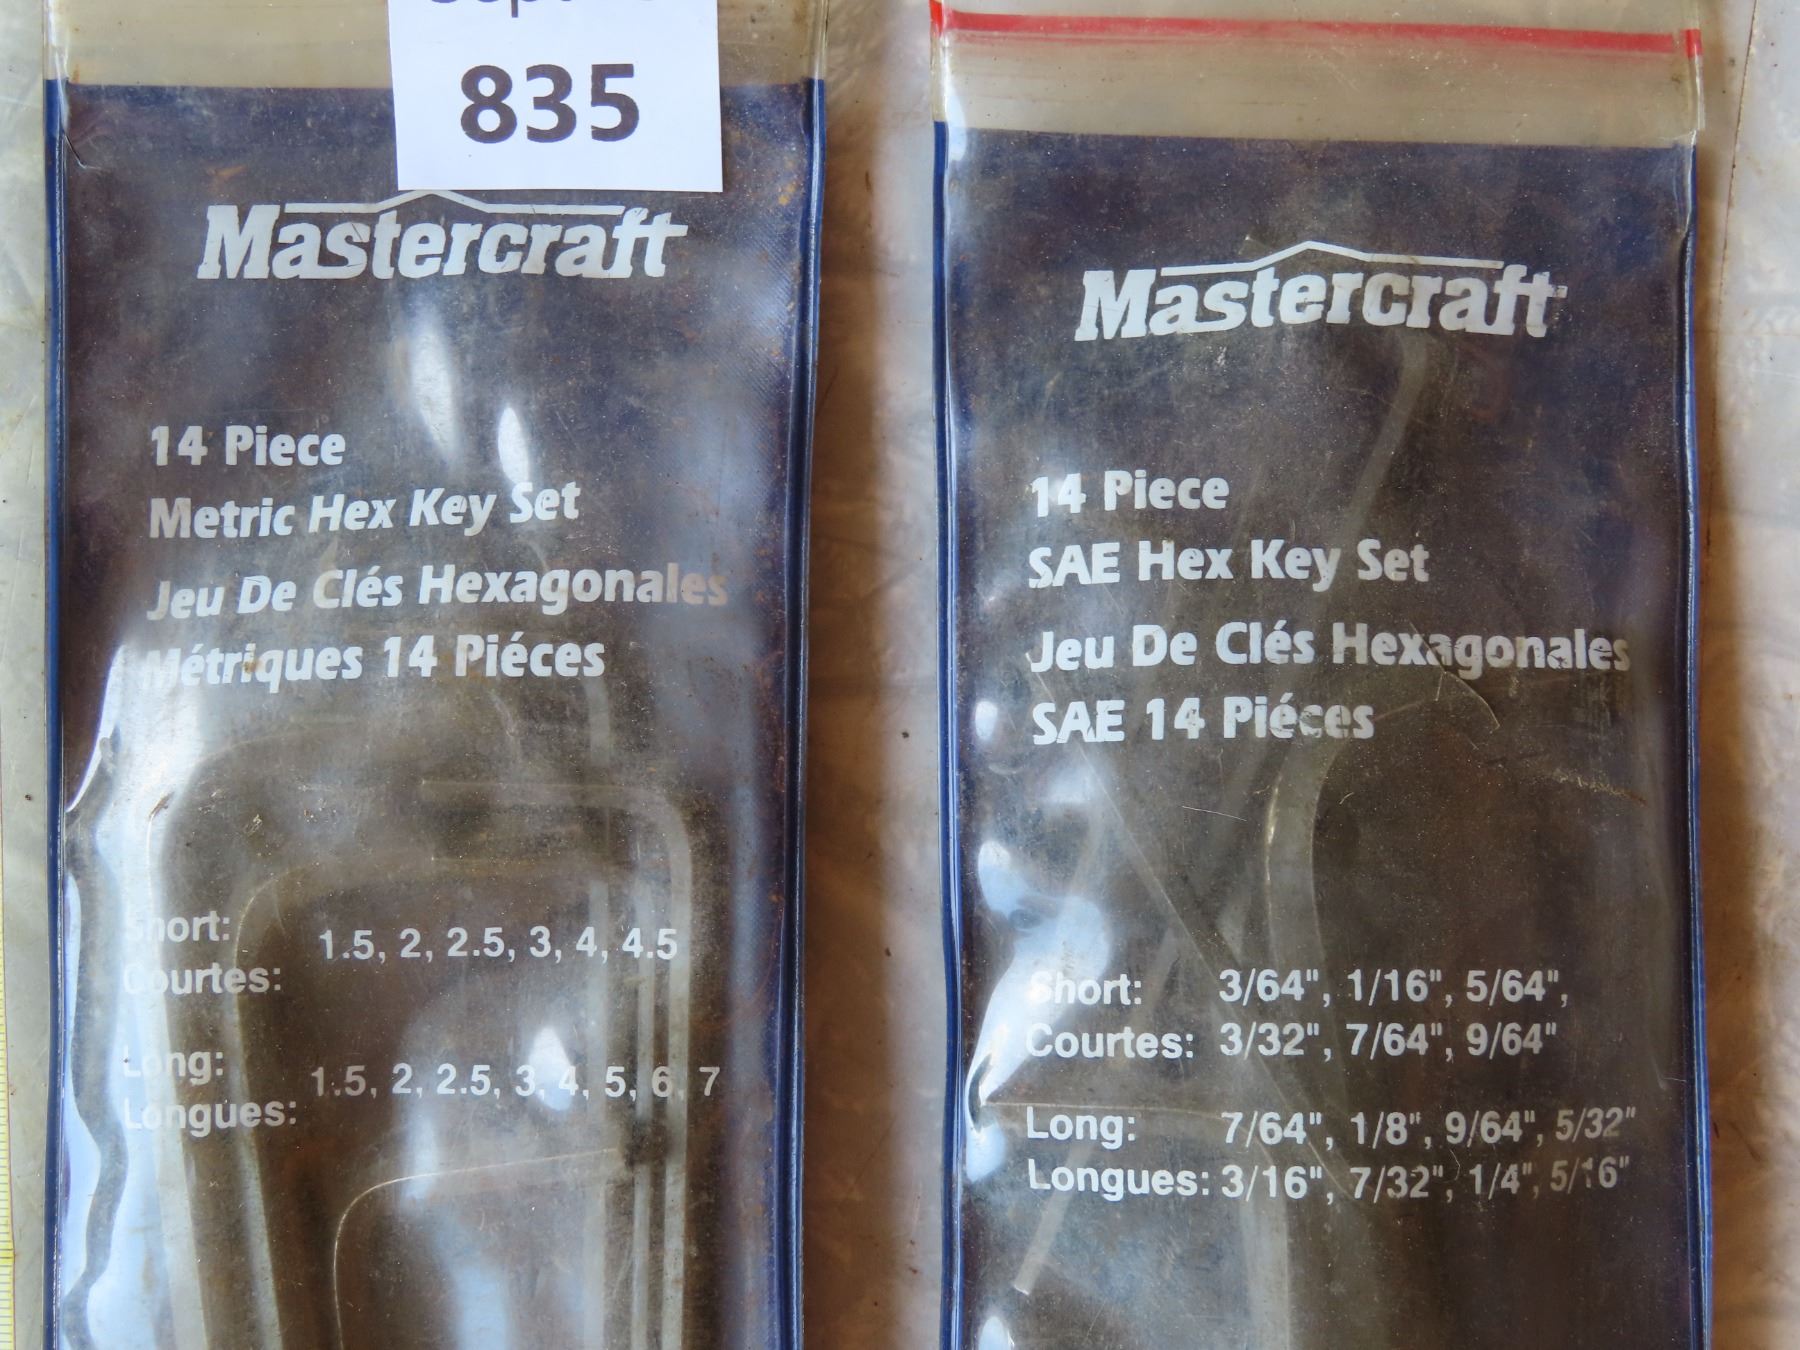 835
Mastercraft
14 Piece
Metric Hex Key Set
Jeu De Clés Hexagonales
Métriques 14 Piéces
Short:
Courtes:
1.5, 2, 2.5, 3, 4, 4.5
Long:
Longues:
1.5, 2, 2.5, 3, 4, 5, 6, 7
Mastercraft
14 Piece
SAE Hex Key Set
Jeu De Clés Hexagonales
SAE 14 Piéces
Short: 3/64", 1/16", 5/64",
Courtes: 3/32", 7/64", 9/64"
Long: 7/64", 1/8", 9/64", 5/32"
Longues: 3/16", 7/32", 1/4", 5/16"